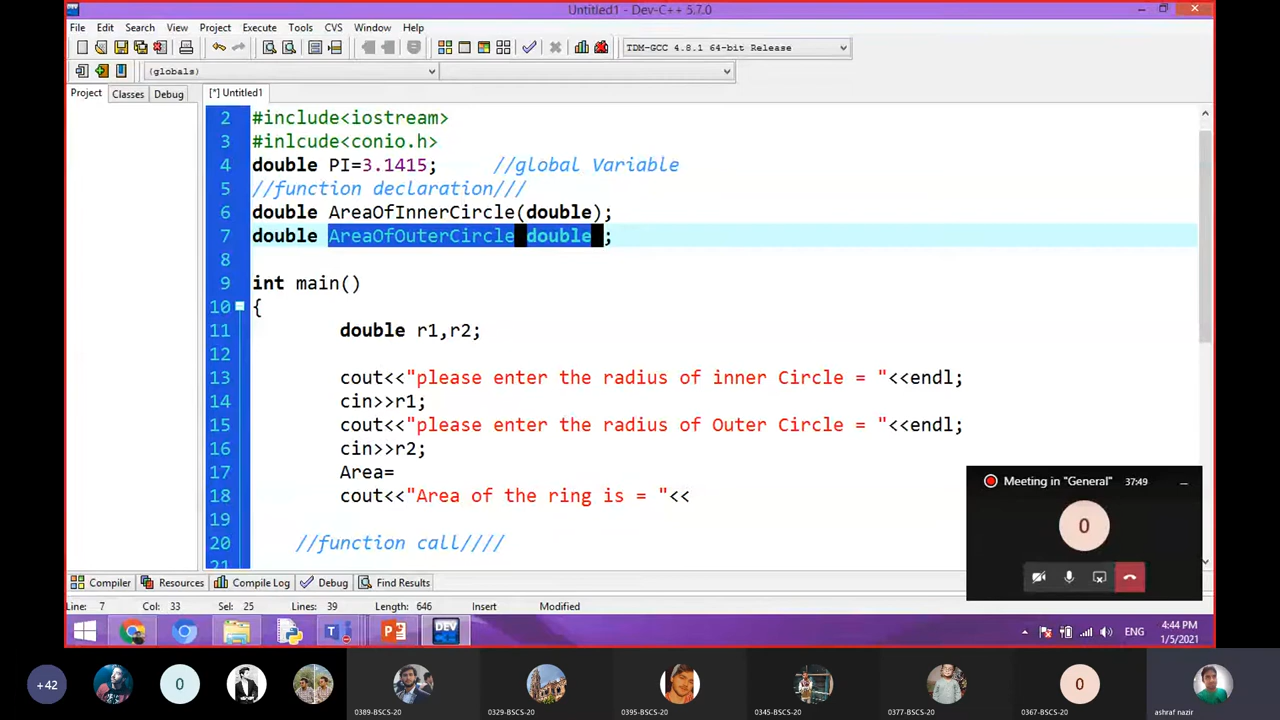 Untitled1 - Dev-C++ 5.7.0
File Edit Search View Project Execute Tools CVS Window Help
TDM-GCC 4.8.1 64-bit Release
(globals)
Project Classes Debug [*] Untitled1
2 #include<iostream>
3 #inlcude<conio.h>
4 double PI=3.1415; //global Variable
5 //function declaration///
6 double AreaOfInnerCircle(double);
7 double AreaOfOuterCircle double ;
8
9 int main()
10 {
11 double r1,r2;
12
13 cout<<"please enter the radius of inner Circle = "<<endl;
14 cin>>r1;
15 cout<<"please enter the radius of Outer Circle = "<<endl;
16 cin>>r2;
17 Area=
18 cout<<"Area of the ring is = "<<
19
20 //function call////
21
Meeting in "General" 37:49
0
Compiler Resources Compile Log Debug Find Results
Line: 7 Col: 33 Sel: 25 Lines: 39 Length: 646 Insert Modified
DEV
ENG
4:44 PM
1/5/2021
+42 0 0
0389-BSCS-20 0329-BSCS-20 0395-BSCS-20 0345-BSCS-20 0377-BSCS-20 0367-BSCS-20 ashraf nazir